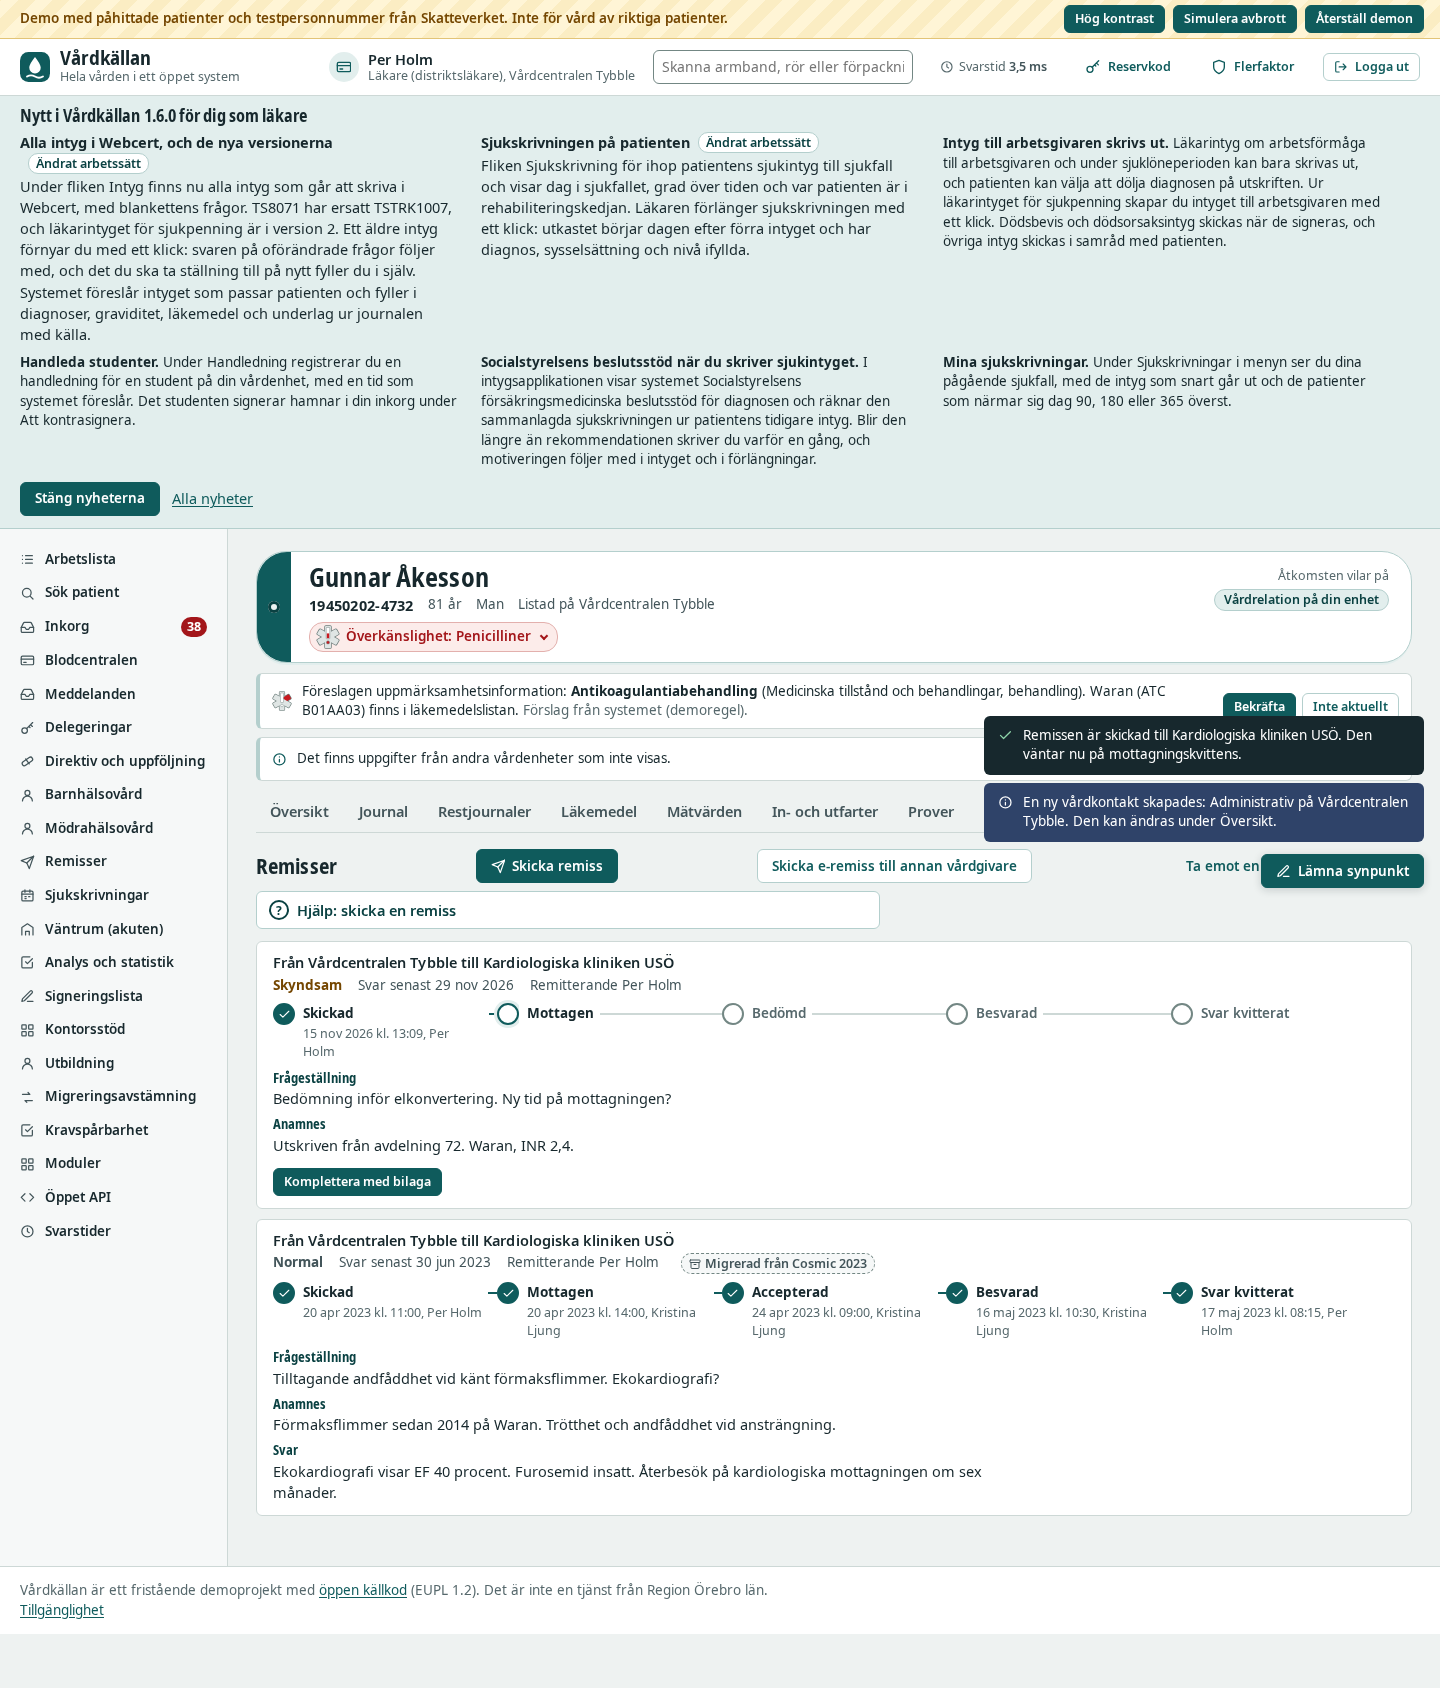 Demo med påhittade patienter och testpersonnummer från Skatteverket. Inte för vård av riktiga patienter.
Hög kontrast
Simulera avbrott
Återställ demon
Vårdkällan
Hela vården i ett öppet system
Per Holm
Läkare (distriktsläkare), Vårdcentralen Tybble
Skanna armband, rör eller förpackni
Svarstid 3,5 ms
Reservkod
Flerfaktor
Logga ut
Nytt i Vårdkällan 1.6.0 för dig som läkare
Alla intyg i Webcert, och de nya versionerna
Ändrat arbetssätt
Under fliken Intyg finns nu alla intyg som går att skriva i
Webcert, med blankettens frågor. TS8071 har ersatt TSTRK1007,
och läkarintyget för sjukpenning är i version 2. Ett äldre intyg
förnyar du med ett klick: svaren på oförändrade frågor följer
med, och det du ska ta ställning till på nytt fyller du i själv.
Systemet föreslår intyget som passar patienten och fyller i
diagnoser, graviditet, läkemedel och underlag ur journalen
med källa.
Sjukskrivningen på patienten
Ändrat arbetssätt
Fliken Sjukskrivning för ihop patientens sjukintyg till sjukfall
och visar dag i sjukfallet, grad över tiden och var patienten är i
rehabiliteringskedjan. Läkaren förlänger sjukskrivningen med
ett klick: utkastet börjar dagen efter förra intyget och har
diagnos, sysselsättning och nivå ifyllda.
Intyg till arbetsgivaren skrivs ut. Läkarintyg om arbetsförmåga
till arbetsgivaren och under sjuklöneperioden kan bara skrivas ut,
och patienten kan välja att dölja diagnosen på utskriften. Ur
läkarintyget för sjukpenning skapar du intyget till arbetsgivaren med
ett klick. Dödsbevis och dödsorsaksintyg skickas när de signeras, och
övriga intyg skickas i samråd med patienten.
Handleda studenter. Under Handledning registrerar du en
handledning för en student på din vårdenhet, med en tid som
systemet föreslår. Det studenten signerar hamnar i din inkorg under
Att kontrasignera.
Socialstyrelsens beslutsstöd när du skriver sjukintyget. I
intygsapplikationen visar systemet Socialstyrelsens
försäkringsmedicinska beslutsstöd för diagnosen och räknar den
sammanlagda sjukskrivningen ur patientens tidigare intyg. Blir den
längre än rekommendationen skriver du varför en gång, och
motiveringen följer med i intyget och i förlängningar.
Mina sjukskrivningar. Under Sjukskrivningar i menyn ser du dina
pågående sjukfall, med de intyg som snart går ut och de patienter
som närmar sig dag 90, 180 eller 365 överst.
Stäng nyheterna
Alla nyheter
Arbetslista
Sök patient
Inkorg
38
Blodcentralen
Meddelanden
Delegeringar
Direktiv och uppföljning
Barnhälsovård
Mödrahälsovård
Remisser
Sjukskrivningar
Väntrum (akuten)
Analys och statistik
Signeringslista
Kontorsstöd
Utbildning
Migreringsavstämning
Kravspårbarhet
Moduler
Öppet API
Svarstider
Gunnar Åkesson
19450202-4732
81 år
Man
Listad på Vårdcentralen Tybble
Överkänslighet: Penicilliner
Åtkomsten vilar på
Vårdrelation på din enhet
Föreslagen uppmärksamhetsinformation: Antikoagulantiabehandling (Medicinska tillstånd och behandlingar, behandling). Waran (ATC
B01AA03) finns i läkemedelslistan. Förslag från systemet (demoregel).
Bekräfta
Inte aktuellt
Det finns uppgifter från andra vårdenheter som inte visas.
Remissen är skickad till Kardiologiska kliniken USÖ. Den
väntar nu på mottagningskvittens.
En ny vårdkontakt skapades: Administrativ på Vårdcentralen
Tybble. Den kan ändras under Översikt.
Översikt
Journal
Restjournaler
Läkemedel
Mätvärden
In- och utfarter
Prover
Remisser
Skicka remiss
Skicka e-remiss till annan vårdgivare
Ta emot en
Lämna synpunkt
? Hjälp: skicka en remiss
Från Vårdcentralen Tybble till Kardiologiska kliniken USÖ
Skyndsam
Svar senast 29 nov 2026
Remitterande Per Holm
Skickad
15 nov 2026 kl. 13:09, Per
Holm
Mottagen
Bedömd
Besvarad
Svar kvitterat
Frågeställning
Bedömning inför elkonvertering. Ny tid på mottagningen?
Anamnes
Utskriven från avdelning 72. Waran, INR 2,4.
Komplettera med bilaga
Från Vårdcentralen Tybble till Kardiologiska kliniken USÖ
Normal
Svar senast 30 jun 2023
Remitterande Per Holm
Migrerad från Cosmic 2023
Skickad
20 apr 2023 kl. 11:00, Per Holm
Mottagen
20 apr 2023 kl. 14:00, Kristina
Ljung
Accepterad
24 apr 2023 kl. 09:00, Kristina
Ljung
Besvarad
16 maj 2023 kl. 10:30, Kristina
Ljung
Svar kvitterat
17 maj 2023 kl. 08:15, Per
Holm
Frågeställning
Tilltagande andfåddhet vid känt förmaksflimmer. Ekokardiografi?
Anamnes
Förmaksflimmer sedan 2014 på Waran. Trötthet och andfåddhet vid ansträngning.
Svar
Ekokardiografi visar EF 40 procent. Furosemid insatt. Återbesök på kardiologiska mottagningen om sex
månader.
Vårdkällan är ett fristående demoprojekt med öppen källkod (EUPL 1.2). Det är inte en tjänst från Region Örebro län.
Tillgänglighet